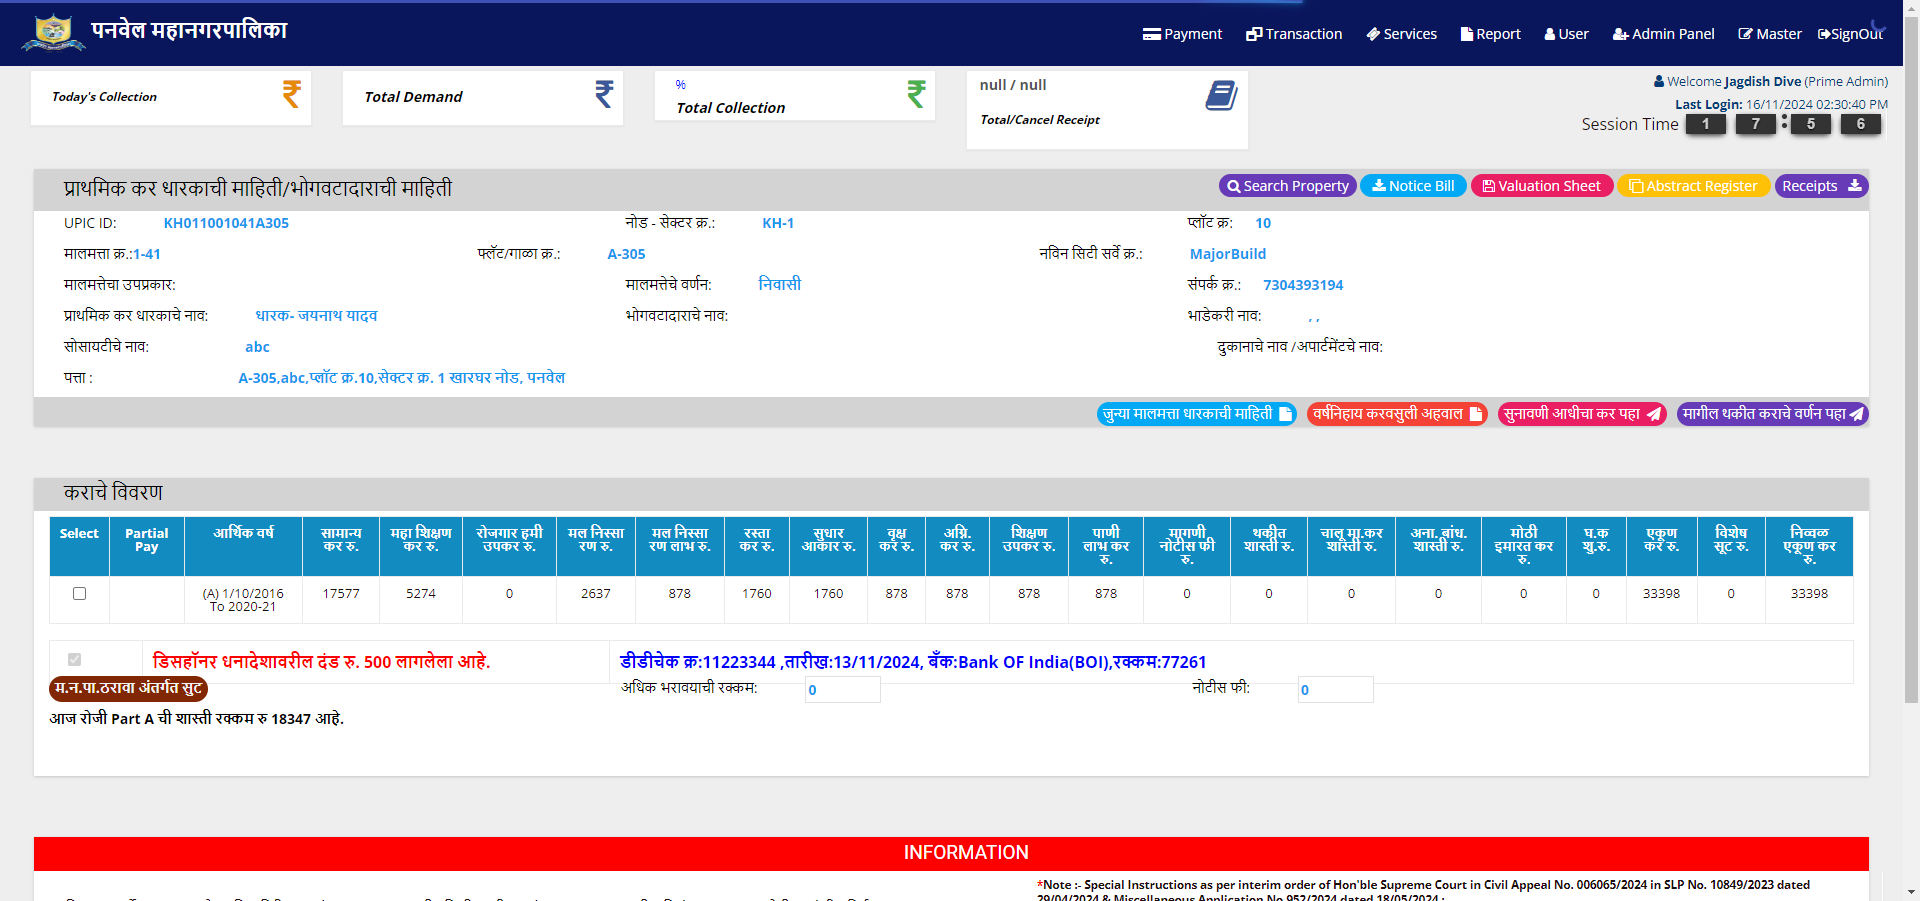 पनवेल महानगरपालिका
Payment Transaction Services Report User Admin Panel Master SignOut
Today's Collection
Total Demand
%
Total Collection
null / null
Total/Cancel Receipt
Welcome Jagdish Dive (Prime Admin)
Last Login: 16/11/2024 02:30:40 PM
Session Time 1 7 : 5 6
प्राथमिक कर धारकाची माहिती/भोगवटादाराची माहिती
Search Property Notice Bill Valuation Sheet Abstract Register Receipts
UPIC ID: KH011001041A305 नोड - सेक्टर क्र.: KH-1 प्लॉट क्र: 10
मालमत्ता क्र.:1-41 फ्लॅट/गाळा क्र.: A-305 नविन सिटी सर्वे क्र.: MajorBuild
मालमत्तेचा उपप्रकार: मालमत्तेचे वर्णन: निवासी संपर्क क्र.: 7304393194
प्राथमिक कर धारकाचे नाव: धारक- जयनाथ यादव भोगवटादाराचे नाव: भाडेकरी नाव: , ,
सोसायटीचे नाव: abc दुकानाचे नाव /अपार्टमेंटचे नाव:
पत्ता : A-305,abc,प्लॉट क्र.10,सेक्टर क्र. 1 खारघर नोड, पनवेल
जुन्या मालमत्ता धारकाची माहिती वर्षनिहाय करवसुली अहवाल सुनावणी आधीचा कर पहा मागील थकीत कराचे वर्णन पहा
कराचे विवरण
Select Partial Pay आर्थिक वर्ष सामान्य कर रु. महा शिक्षण कर रु. रोजगार हमी उपकर रु. मल निस्सा रण रु. मल निस्सा रण लाभ रु. रस्ता कर रु. सुधार आकार रु. वृक्ष कर रु. अग्नि. कर रु. शिक्षण उपकर रु. पाणी लाभ कर रु. मागणी नोटीस फी रु. थकीत शास्ती रु. चालू मा.कर शास्ती रु. अना. बांध. शास्ती रु. मोठी इमारत कर रु. घ.क शु.रु. एकूण कर रु. विशेष सूट रु. निव्वळ एकूण कर रु.
(A) 1/10/2016 To 2020-21 17577 5274 0 2637 878 1760 1760 878 878 878 878 0 0 0 0 0 0 33398 0 33398
डिसहॉनर धनादेशावरील दंड रु. 500 लागलेला आहे. डीडीचेक क्र:11223344 ,तारीख:13/11/2024, बँक:Bank OF India(BOI),रक्कम:77261
म.न.पा.ठरावा अंतर्गत सुट अधिक भरावयाची रक्कम: 0 नोटीस फी: 0
आज रोजी Part A ची शास्ती रक्कम रु 18347 आहे.
INFORMATION
*Note :- Special Instructions as per interim order of Hon'ble Supreme Court in Civil Appeal No. 006065/2024 in SLP No. 10849/2023 dated
29/04/2024 & Miscellaneous Application No.952/2024 dated 18/05/2024 :